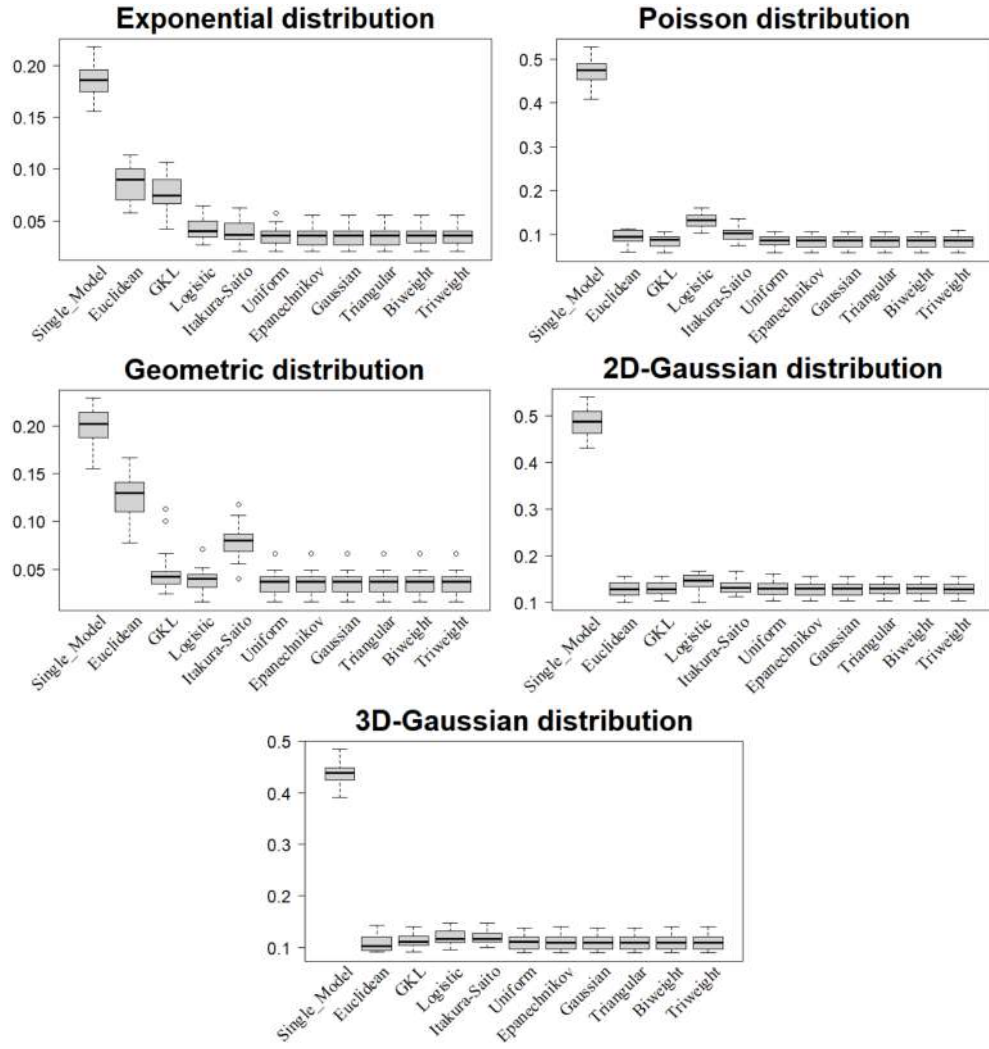 Exponential distribution
0.20
0.15
0.10
0.05
Single_Model
Euclidean
GKL
Logistic
Itakura-Saito
Uniform
Epanechnikov
Gaussian
Triangular
Biweight
Triweight
Poisson distribution
0.5
0.4
0.3
0.2
0.1
Single_Model
Euclidean
GKL
Logistic
Itakura-Saito
Uniform
Epanechnikov
Gaussian
Triangular
Biweight
Triweight
Geometric distribution
0.20
0.15
0.10
0.05
Single_Model
Euclidean
GKL
Logistic
Itakura-Saito
Uniform
Epanechnikov
Gaussian
Triangular
Biweight
Triweight
2D-Gaussian distribution
0.5
0.4
0.3
0.2
0.1
Single_Model
Euclidean
GKL
Logistic
Itakura-Saito
Uniform
Epanechnikov
Gaussian
Triangular
Biweight
Triweight
3D-Gaussian distribution
0.5
0.4
0.3
0.2
0.1
Single_Model
Euclidean
GKL
Logistic
Itakura-Saito
Uniform
Epanechnikov
Gaussian
Triangular
Biweight
Triweight